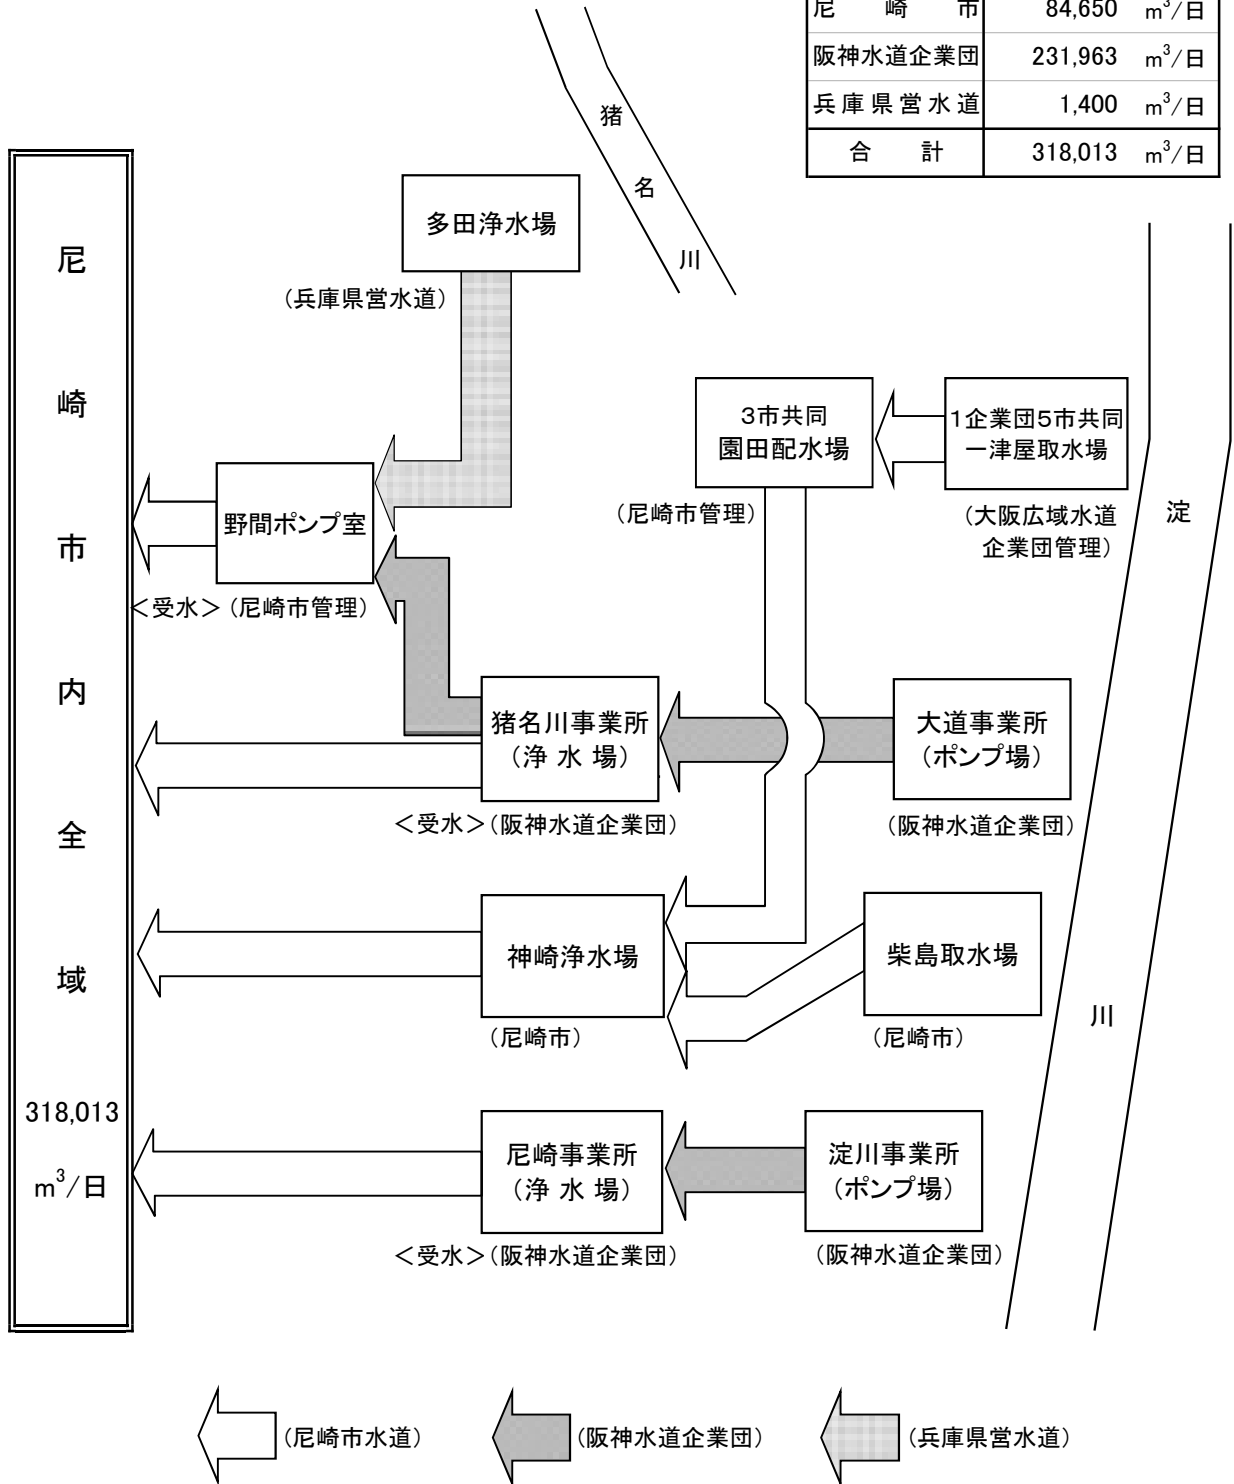 尼崎市 84,650 m³/日
阪神水道企業団 231,963 m³/日
兵庫県営水道 1,400 m³/日
合計 318,013 m³/日
猪
名
川
多田浄水場
(兵庫県営水道)
尼
崎
市
内
全
域
318,013
m³/日
3市共同
園田配水場
(尼崎市管理)
1企業団5市共同
一津屋取水場
(大阪広域水道
企業団管理)
淀
川
野間ポンプ室
<受水>(尼崎市管理)
猪名川事業所
(浄水場)
<受水>(阪神水道企業団)
大道事業所
(ポンプ場)
(阪神水道企業団)
神崎浄水場
(尼崎市)
柴島取水場
(尼崎市)
尼崎事業所
(浄水場)
<受水>(阪神水道企業団)
淀川事業所
(ポンプ場)
(阪神水道企業団)
(尼崎市水道)
(阪神水道企業団)
(兵庫県営水道)